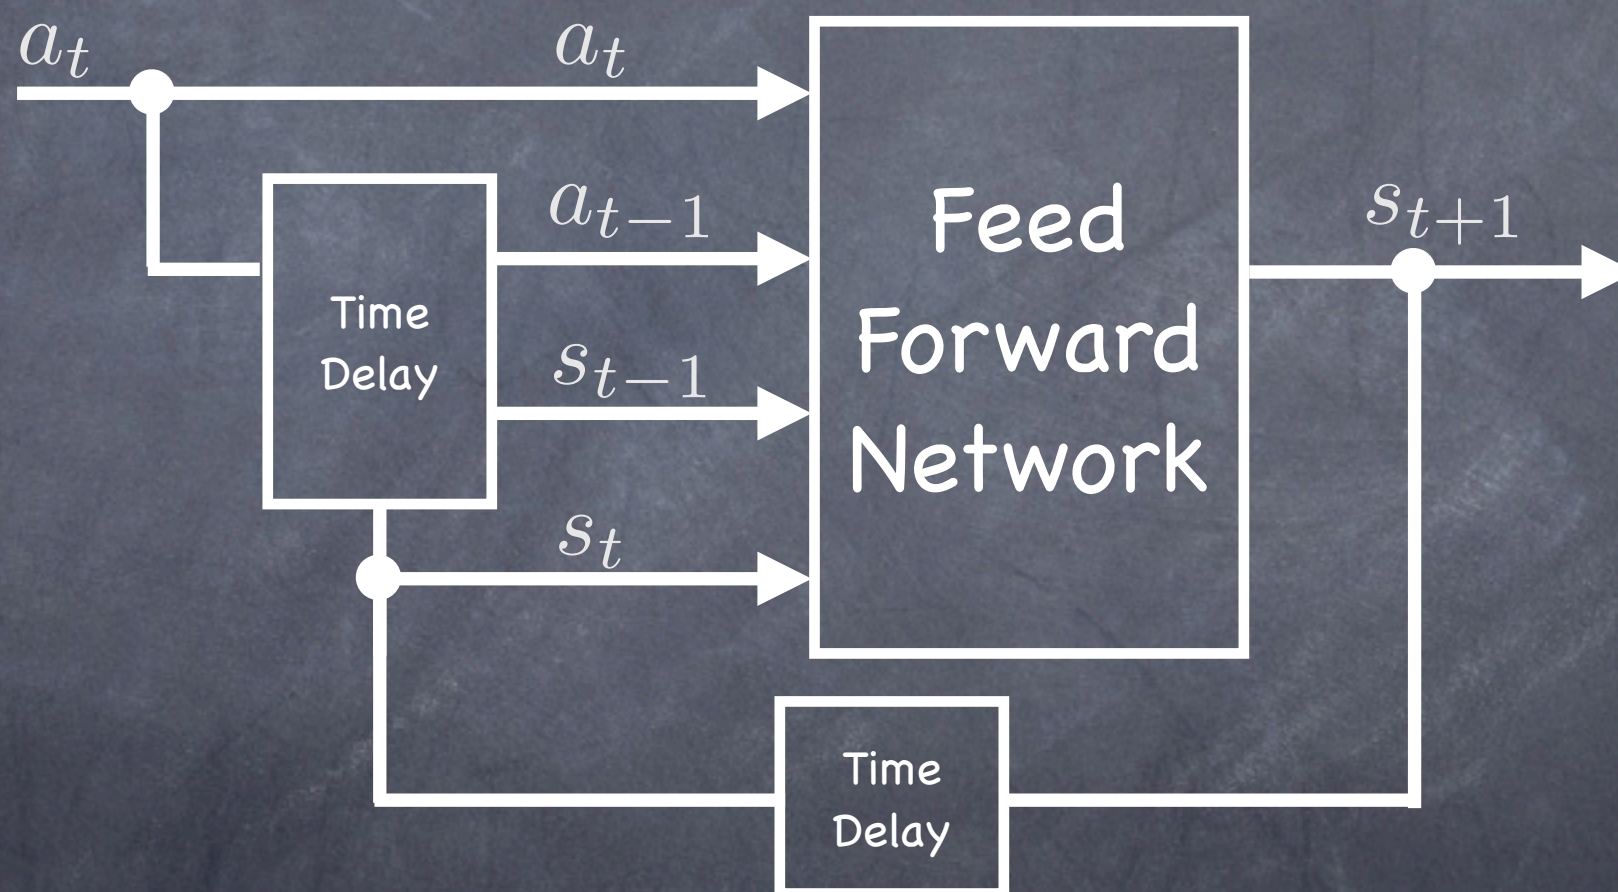 a_t
a_t
a_{t-1}
s_{t-1}
s_t
Time
Delay
Feed
Forward
Network
s_{t+1}
Time
Delay